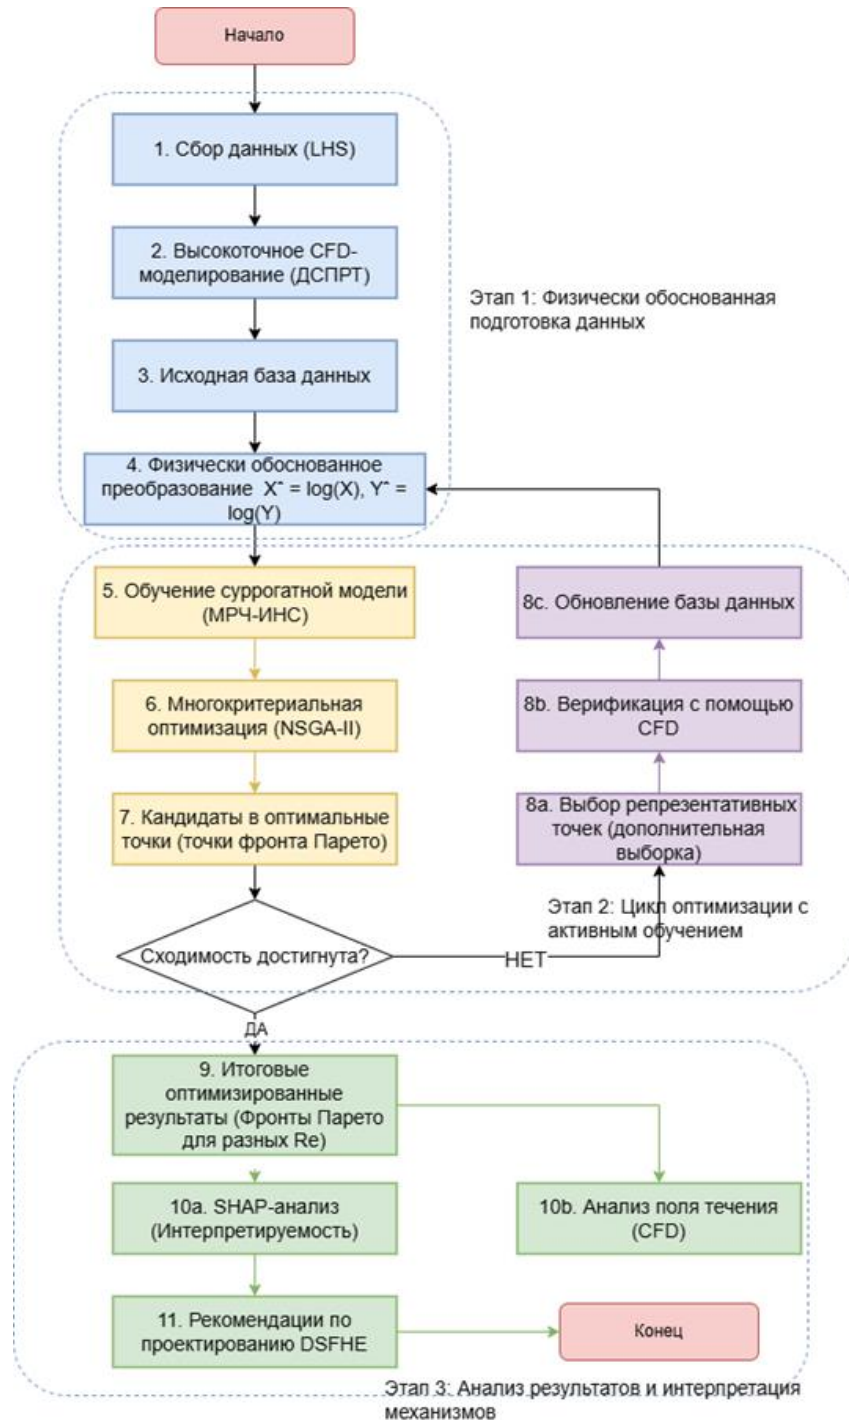 Начало
1. Сбор данных (LHS)
2. Высокоточное CFD-
моделирование (ДСПРТ)
3. Исходная база данных
4. Физически обоснованное
преобразование X^ = log(X), Y^ =
log(Y)
Этап 1: Физически обоснованная
подготовка данных
5. Обучение суррогатной модели
(МРЧ-ИНС)
6. Многокритериальная
оптимизация (NSGA-II)
7. Кандидаты в оптимальные
точки (точки фронта Парето)
Сходимость достигнута?
НЕТ
ДА
8c. Обновление базы данных
8b. Верификация с помощью
CFD
8a. Выбор репрезентативных
точек (дополнительная
выборка)
Этап 2: Цикл оптимизации с
активным обучением
9. Итоговые
оптимизированные
результаты (Фронты Парето
для разных Re)
10a. SHAP-анализ
(Интерпретируемость)
10b. Анализ поля течения
(CFD)
11. Рекомендации по
проектированию DSFHE
Конец
Этап 3: Анализ результатов и интерпретация
механизмов